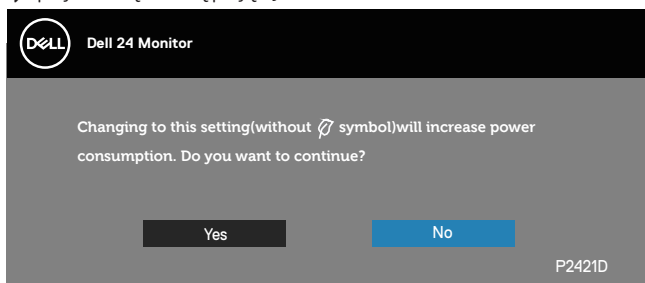 DELL
Dell 24 Monitor
Changing to this setting(without symbol)will increase power
consumption. Do you want to continue?
Yes
No
P2421D